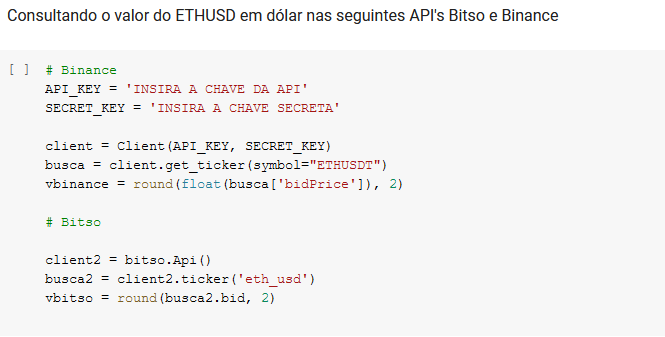 Consultando o valor do ETHUSD em dólar nas seguintes API's Bitso e Binance
[ ] # Binance
API_KEY = 'INSIRA A CHAVE DA API'
SECRET_KEY = 'INSIRA A CHAVE SECRETA'
client = Client(API_KEY, SECRET_KEY)
busca = client.get_ticker(symbol="ETHUSDT")
vbinance = round(float(busca['bidPrice']), 2)
# Bitso
client2 = bitso.Api()
busca2 = client2.ticker('eth_usd')
vbitso = round(busca2.bid, 2)